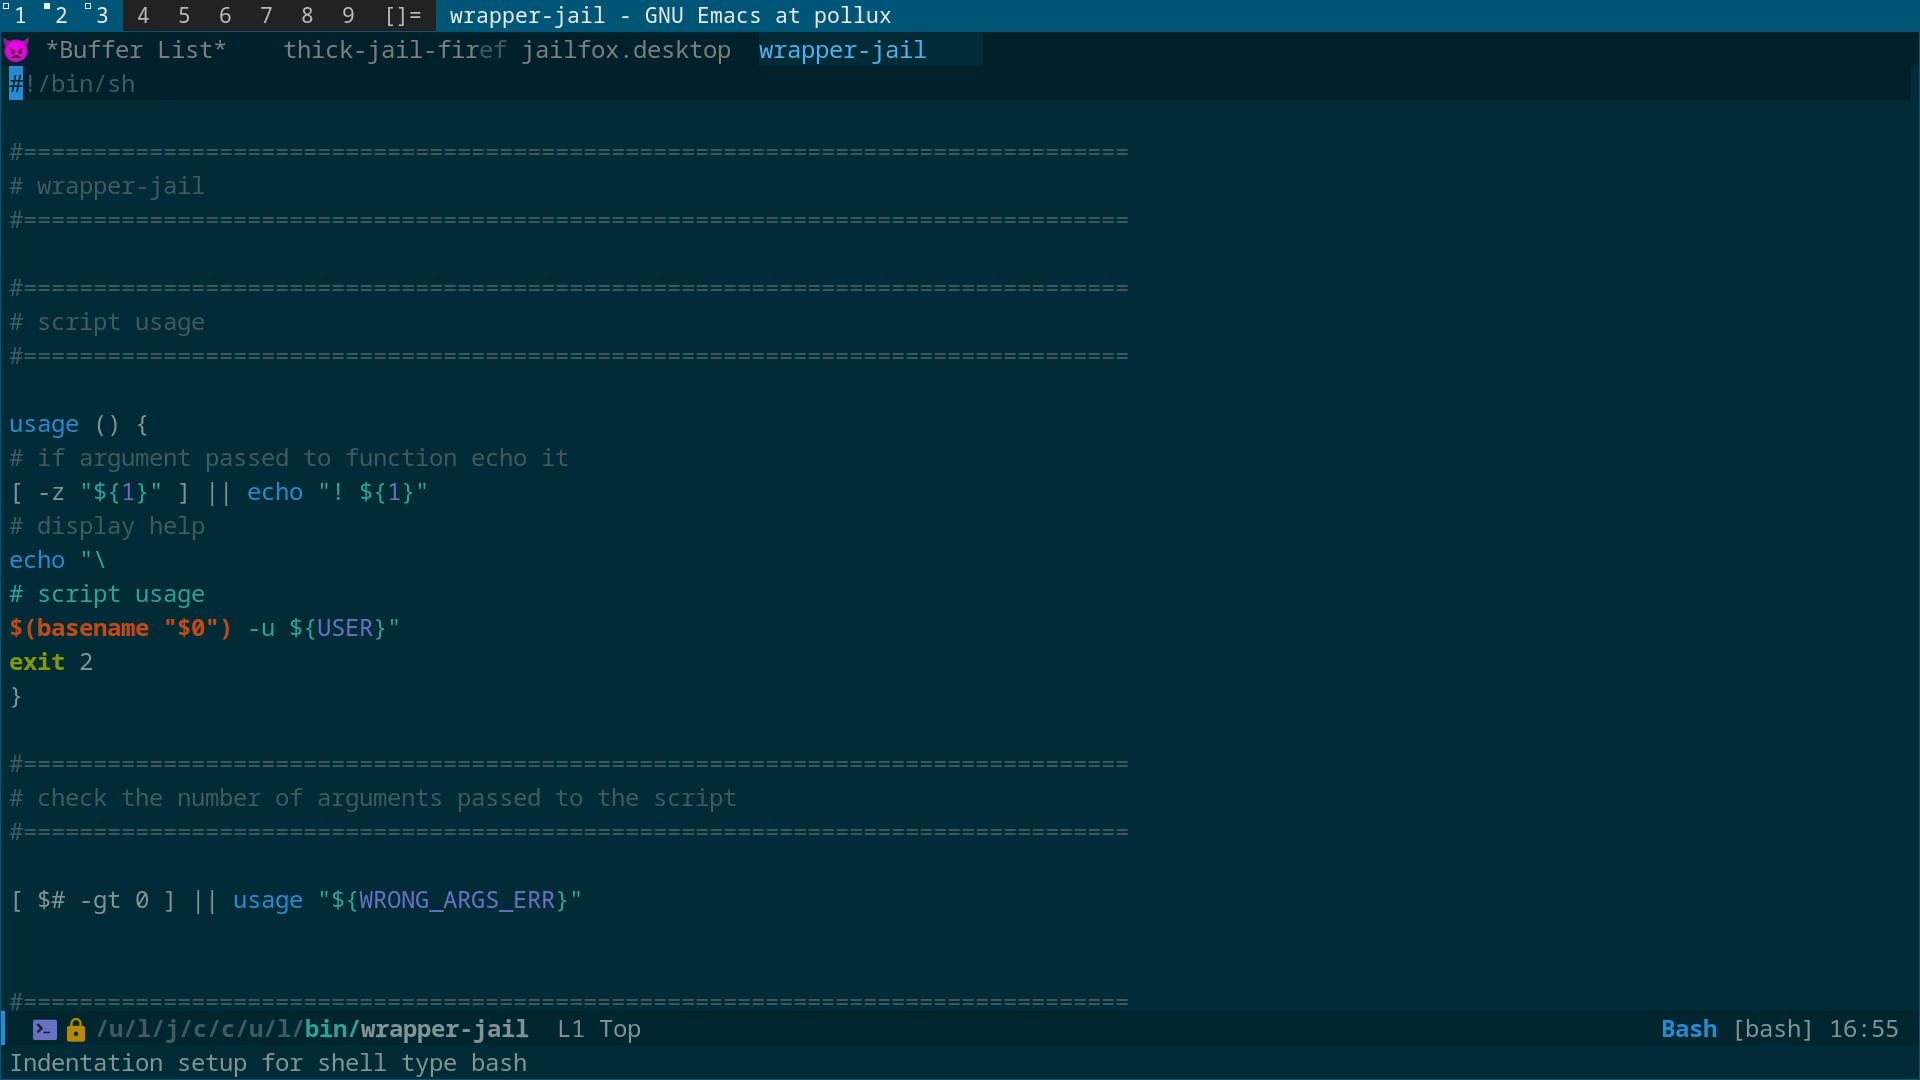 1 2 3 4 5 6 7 8 9 []= wrapper-jail - GNU Emacs at pollux
*Buffer List* thick-jail-firef jailfox.desktop wrapper-jail
#!/bin/sh
#===============================================================================
# wrapper-jail
#===============================================================================
#===============================================================================
# script usage
#===============================================================================
usage () {
# if argument passed to function echo it
[ -z "${1}" ] || echo "! ${1}"
# display help
echo "\
# script usage
$(basename "$0") -u ${USER}"
exit 2
}
#===============================================================================
# check the number of arguments passed to the script
#===============================================================================
[ $# -gt 0 ] || usage "${WRONG_ARGS_ERR}"
#===============================================================================
/u/l/j/c/c/u/l/bin/wrapper-jail L1 Top Bash [bash] 16:55
Indentation setup for shell type bash